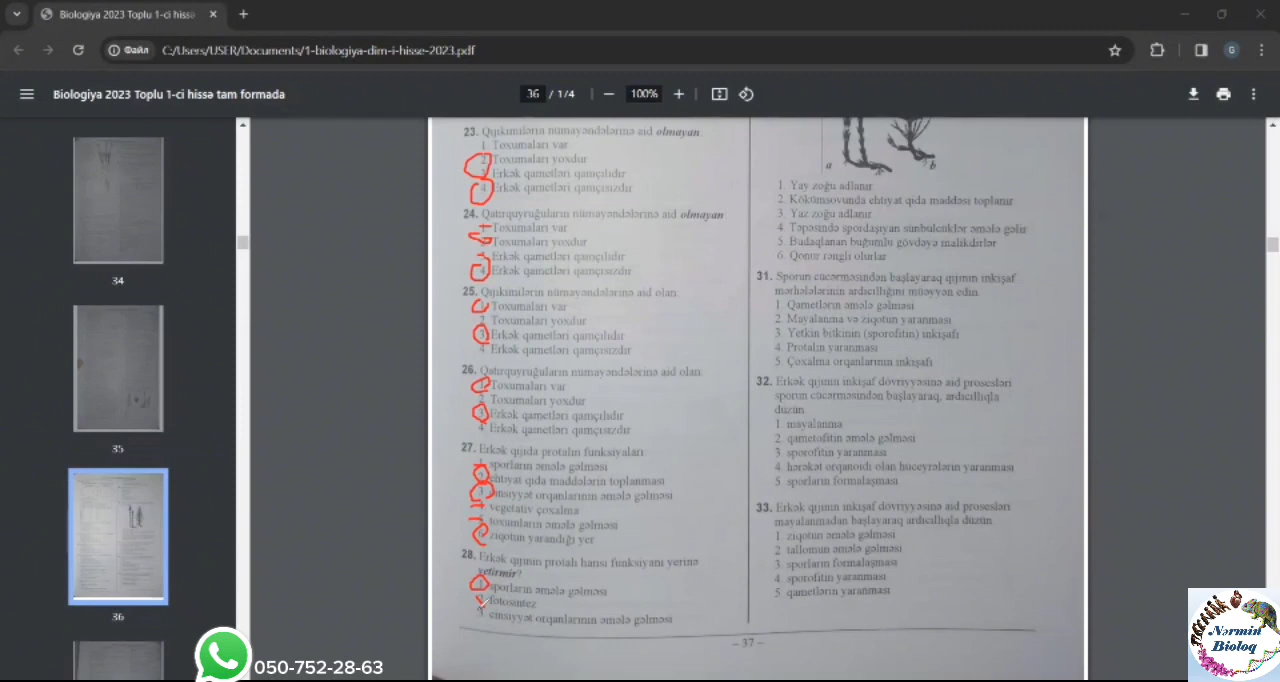 Biologiya 2023 Toplu 1-ci hissə
Файл
C:/Users/USER/Documents/1-biologiya-dim-i-hisse-2023.pdf
G
Biologiya 2023 Toplu 1-ci hissə tam formada
36 / 174
100%
34
35
36
23. Qıjıkimilərin nümayəndələrinə aid olmayan
1. Toxumaları var
2. Toxumaları yoxdur
3. Erkək qametləri qamçılıdır
4. Erkək qametləri qamçısızdır
24. Qatırquyruğuların nümayəndələrinə aid olmayan
1. Toxumaları var
2. Toxumaları yoxdur
3. Erkək qametləri qamçılıdır
4. Erkək qametləri qamçısızdır
25. Qıjıkimilərin nümayəndələrinə aid olan
1. Toxumaları var
2. Toxumaları yoxdur
3. Erkək qametləri qamçılıdır
4. Erkək qametləri qamçısızdır
26. Qatırquyruğuların nümayəndələrinə aid olan.
1. Toxumaları var
2. Toxumaları yoxdur
3. Erkək qametləri qamçılıdır
4. Erkək qametləri qamçısızdır
27. Erkək qıjıda protalın funksiyaları
1. sporların əmələ gəlməsi
2. ehtiyat qida maddələrin toplanması
3. cinsiyyət orqanlarının əmələ gəlməsi
4. vegetativ çoxalma
5. toxumların əmələ gəlməsi
6. ziqotun yarandığı yer
28. Erkək qıjının protalı hansı funksiyanı yerinə
yetirmir?
1. sporların əmələ gəlməsi
2. fotosintez
3. cinsiyyət orqanlarının əmələ gəlməsi
a b
1. Yay zoğu adlanır
2. Kökümsovunda ehtiyat qida maddəsi toplanır
3. Yaz zoğu adlanır
4. Təpəsində spordaşıyan sünbülcüklər əmələ gəlir
5. Budaqlanan buğumlu gövdəyə malikdirlər
6. Qonur rəngli olurlar
31. Sporun cücərməsindən başlayaraq qıjının inkişaf
mərhələlərinin ardıcıllığını müəyyən edin
1. Qametlərin əmələ gəlməsi
2. Mayalanma və ziqotun yaranması
3. Yetkin bitkinin (sporofitin) inkişafı
4. Protalın yaranması
5. Çoxalma orqanlarının inkişafı
32. Erkək qıjının inkişaf dövriyyəsinə aid prosesləri
sporun cücərməsindən başlayaraq, ardıcıllıqla
düzün
1. mayalanma
2. qametofitin əmələ gəlməsi
3. sporofitin yaranması
4. hərəkət orqanoidi olan hüceyrələrin yaranması
5. sporların formalaşması
33. Erkək qıjının inkişaf dövriyyəsinə aid prosesləri
mayalanmadan başlayaraq ardıcıllıqla düzün
1. ziqotun əmələ gəlməsi
2. tallomun əmələ gəlməsi
3. sporların formalaşması
4. sporofitin yaranması
5. qametlərin yaranması
– 37 –
050-752-28-63
Nərmin
Bioloq